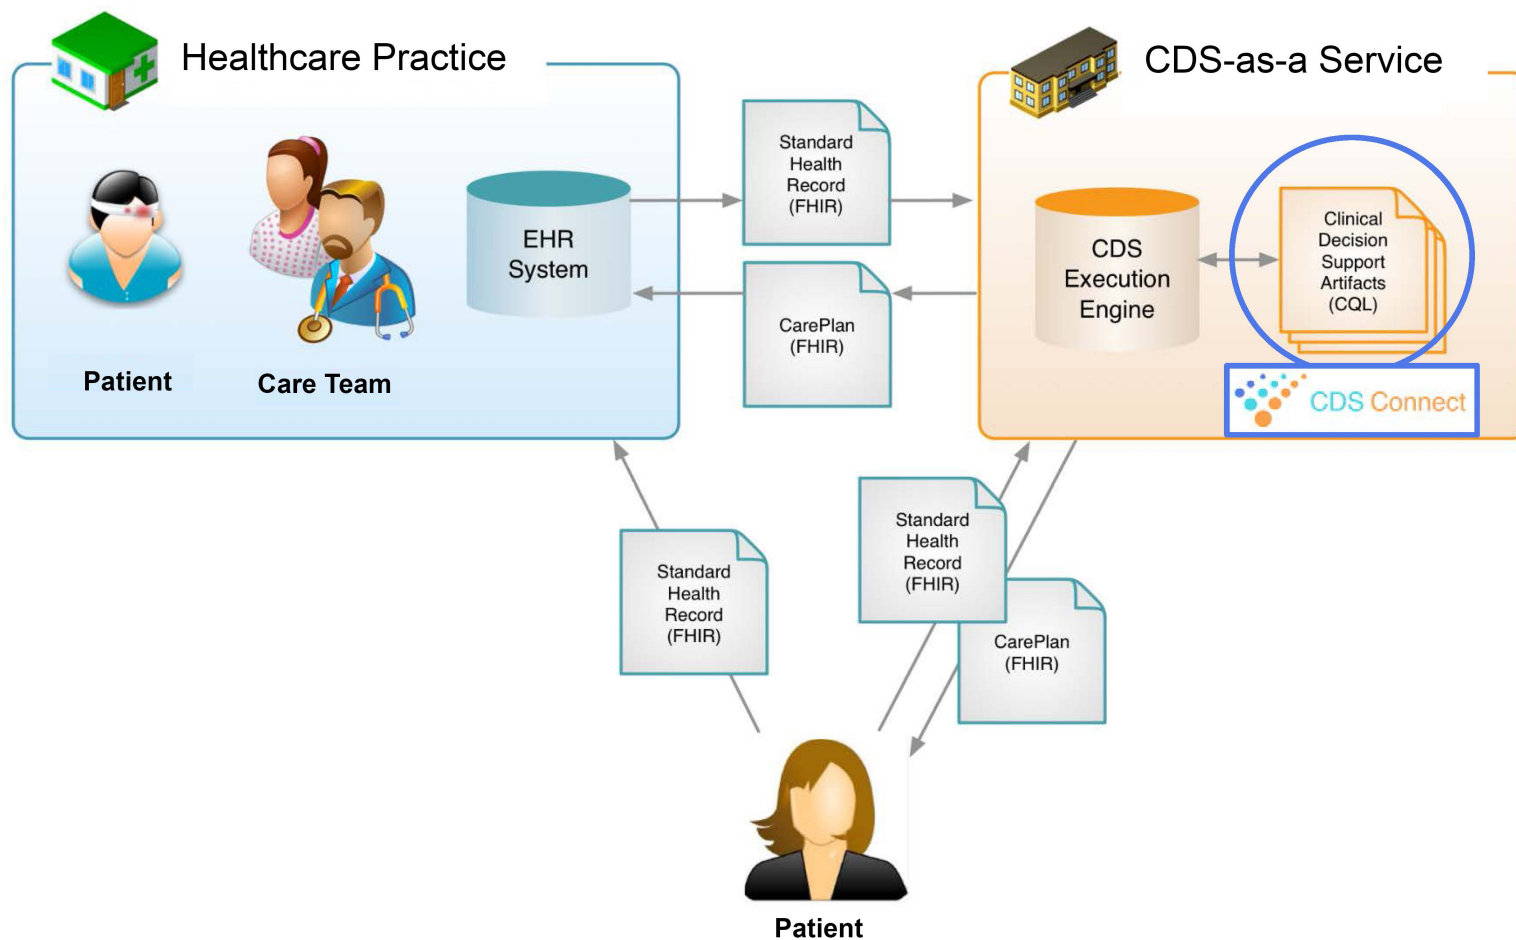 Healthcare Practice
CDS-as-a Service
Standard
Health
Record
(FHIR)
EHR
System
CarePlan
(FHIR)
CDS
Execution
Engine
Clinical
Decision
Support
Artifacts
(CQL)
CDS Connect
Patient
Care Team
Standard
Health
Record
(FHIR)
Standard
Health
Record
(FHIR)
CarePlan
(FHIR)
Patient